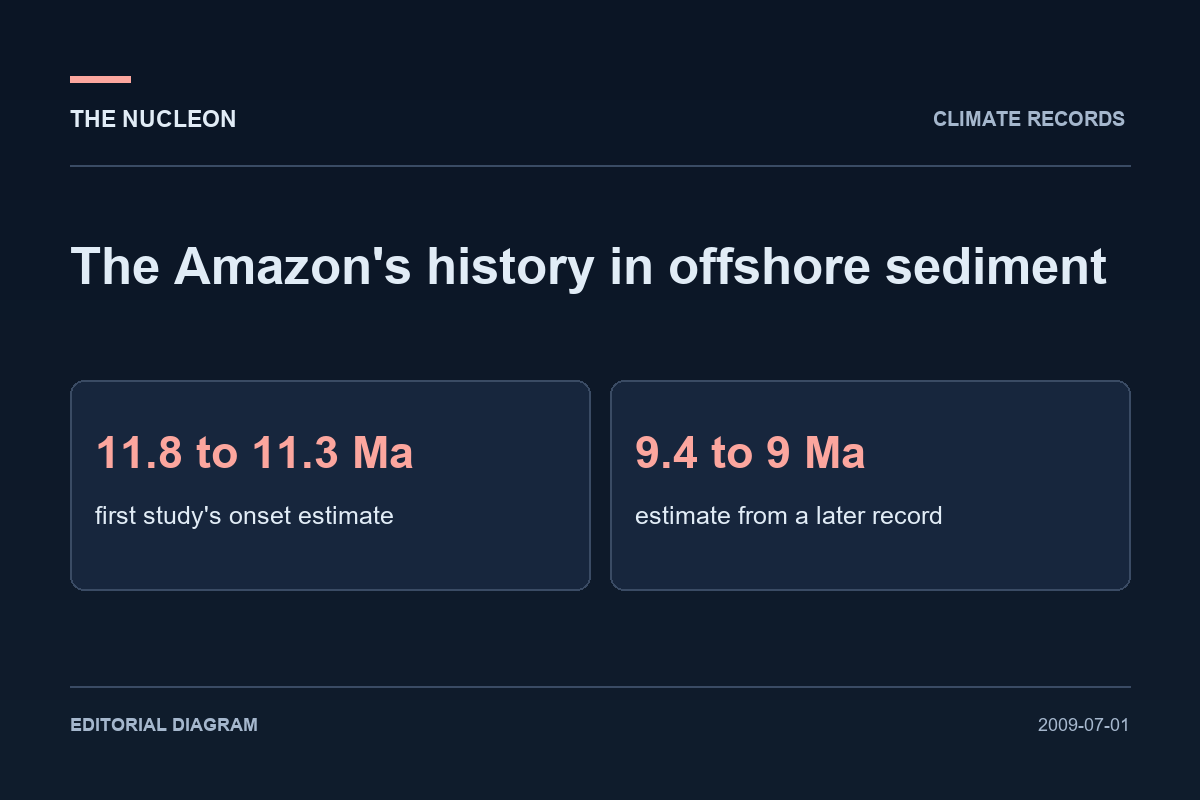 THE NUCLEON
CLIMATE RECORDS
The Amazon's history in offshore sediment
11.8 to 11.3 Ma
first study's onset estimate
9.4 to 9 Ma
estimate from a later record
EDITORIAL DIAGRAM
2009-07-01